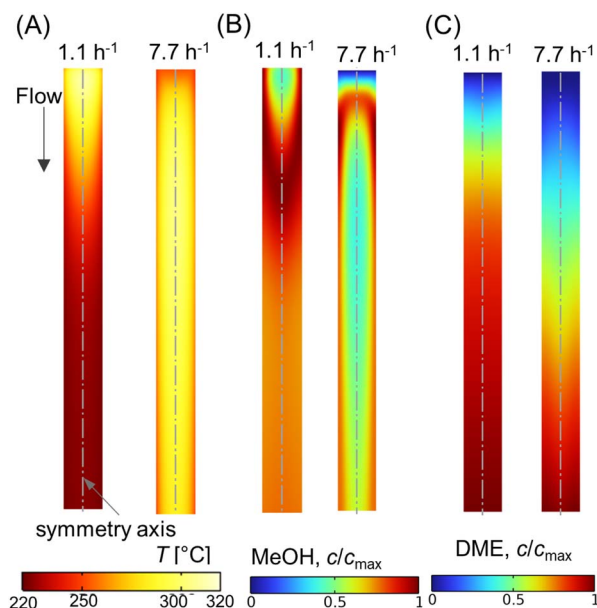 (A) (B) (C)
1.1 h-1 7.7 h-1 1.1 h-1 7.7 h-1 1.1 h-1 7.7 h-1
Flow
symmetry axis
T [°C] MeOH, c/cmax DME, c/cmax
220 250 300 320 0 0.5 1 0 0.5 1